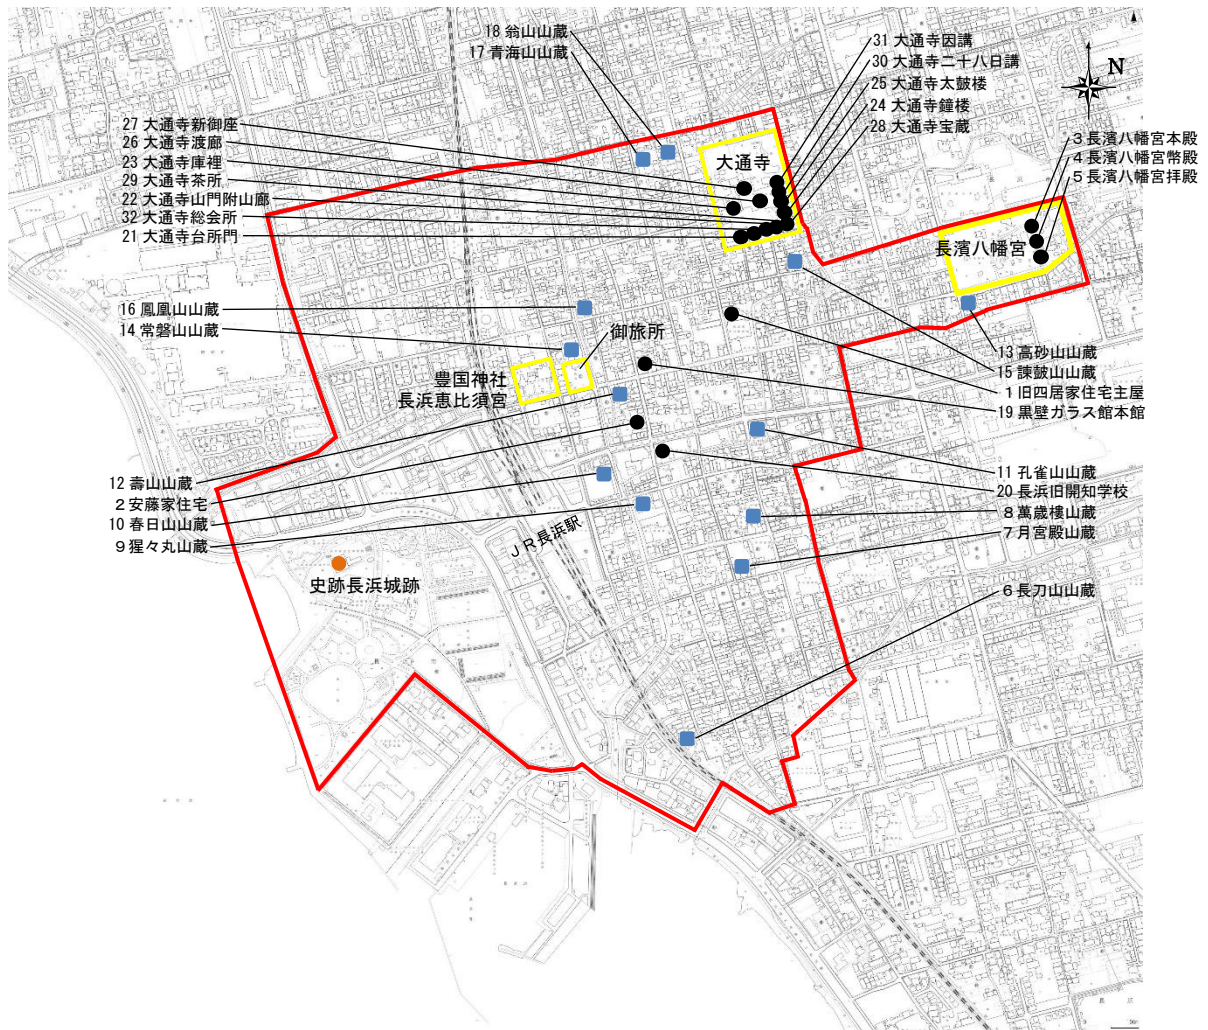 18 翁山山蔵
17 青海山山蔵
31 大通寺因講
30 大通寺二十八日講
25 大通寺太鼓楼
24 大通寺鐘楼
28 大通寺宝蔵
N
27 大通寺新御座
26 大通寺渡廊
23 大通寺庫裡
29 大通寺茶所
22 大通寺山門附山廊
32 大通寺総会所
21 大通寺台所門
大通寺
3 長濱八幡宮本殿
4 長濱八幡宮幣殿
5 長濱八幡宮拝殿
長濱八幡宮
16 鳳凰山山蔵
14 常磐山山蔵
御旅所
豊国神社
長浜恵比須宮
13 高砂山山蔵
15 諫皷山山蔵
1 旧四居家住宅主屋
19 黒壁ガラス館本館
12 壽山山蔵
2 安藤家住宅
10 春日山山蔵
9 猩々丸山蔵
11 孔雀山山蔵
20 長浜旧開知学校
8 萬歳樓山蔵
7 月宮殿山蔵
JR長浜駅
史跡長浜城跡
6 長刀山山蔵